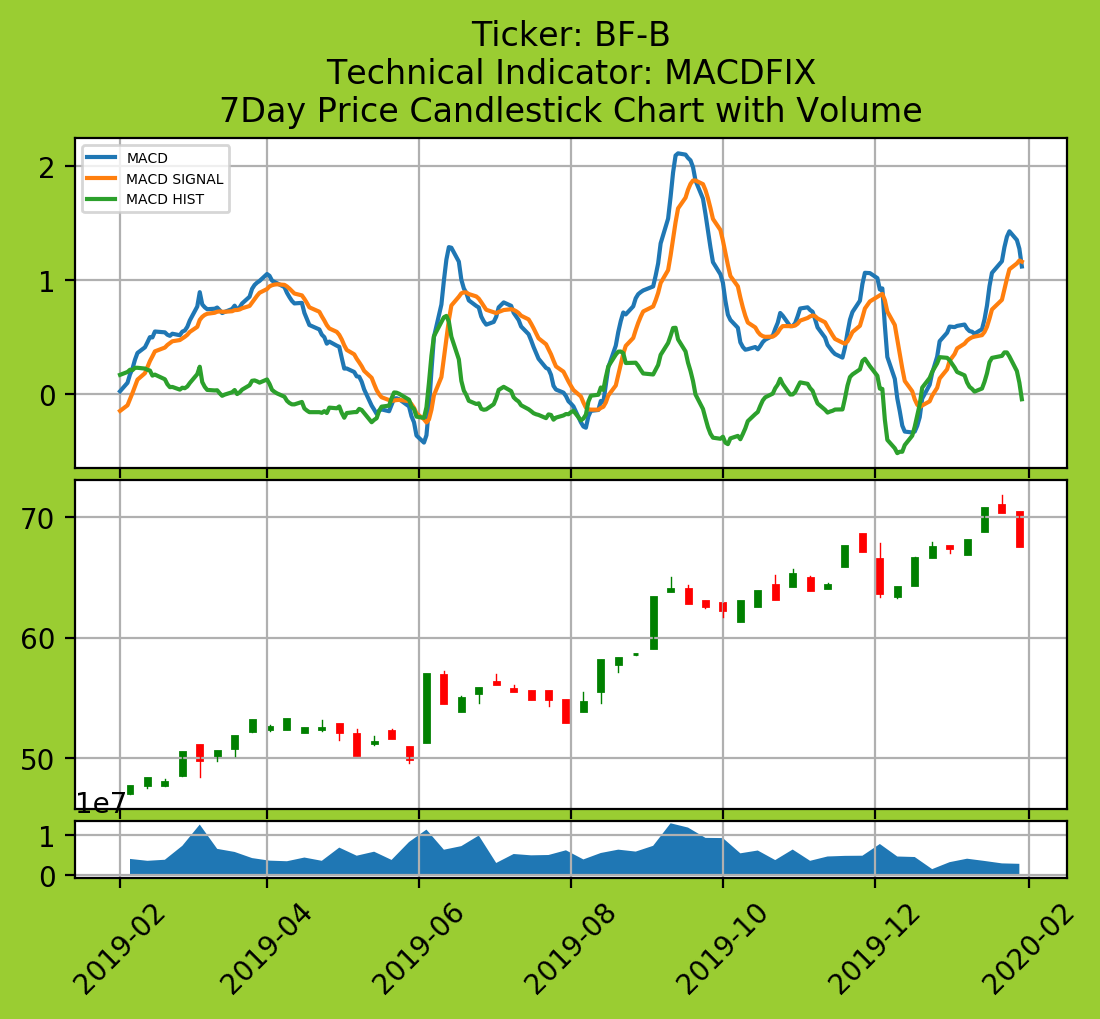 Ticker: BF-B
Technical Indicator: MACDFIX
7Day Price Candlestick Chart with Volume
MACD
MACD SIGNAL
MACD HIST
2
1
0
70
60
50
1e7
1
0
2019-02
2019-04
2019-06
2019-08
2019-10
2019-12
2020-02